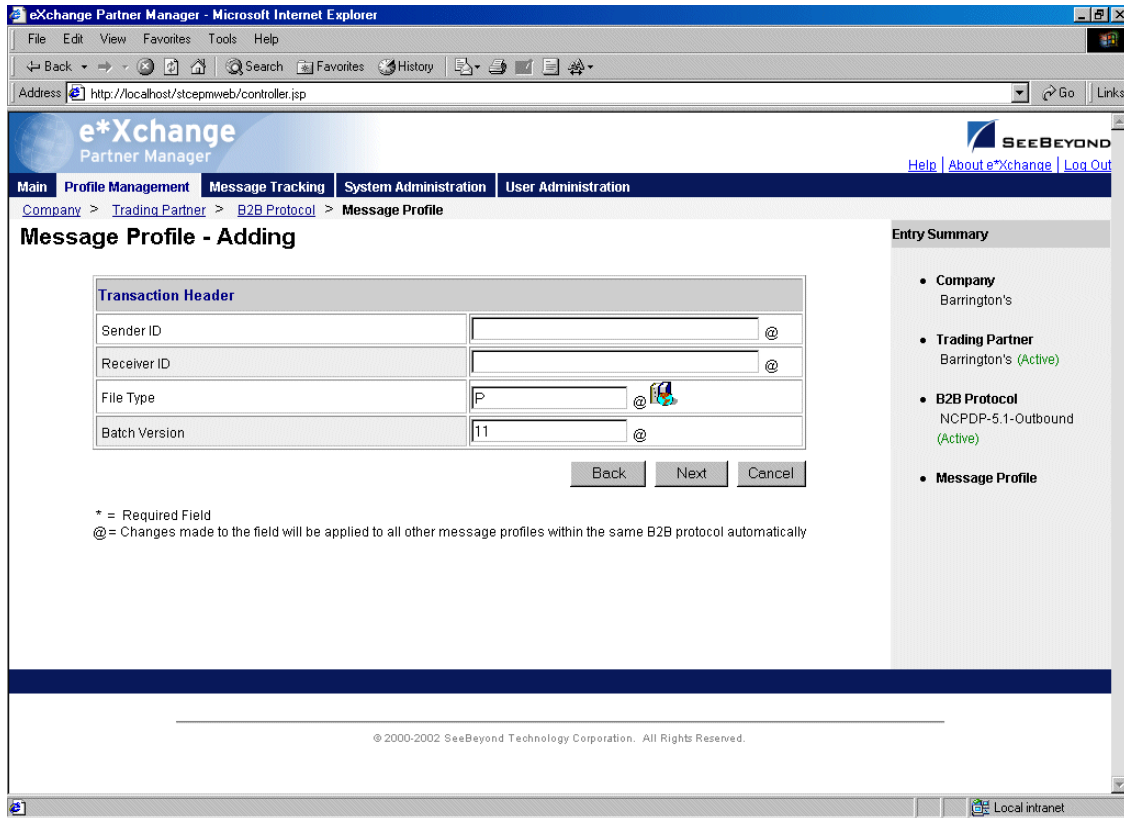 eXchange Partner Manager - Microsoft Internet Explorer
File Edit View Favorites Tools Help
Back Search Favorites History
Address http://localhost/stcepmweb/controller.jsp Go Links
e*Xchange
Partner Manager
SEEBEYOND
Help | About e*Xchange | Log Out
Main Profile Management Message Tracking System Administration User Administration
Company > Trading Partner > B2B Protocol > Message Profile
Message Profile - Adding
Transaction Header
Sender ID @
Receiver ID @
File Type P @
Batch Version 11 @
Back Next Cancel
* = Required Field
@ = Changes made to the field will be applied to all other message profiles within the same B2B protocol automatically
Entry Summary
• Company
Barrington's
• Trading Partner
Barrington's (Active)
• B2B Protocol
NCPDP-5.1-Outbound
(Active)
• Message Profile
© 2000-2002 SeeBeyond Technology Corporation. All Rights Reserved.
Local intranet